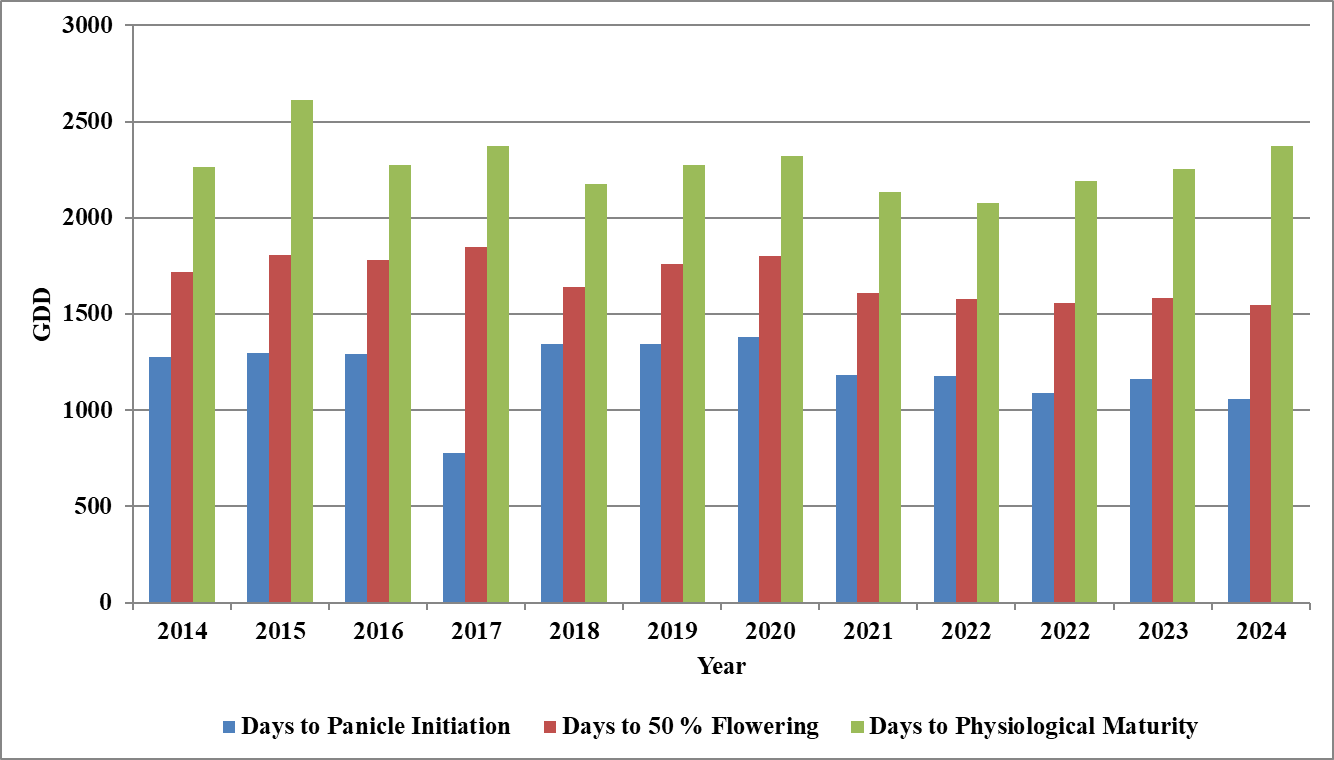 3000
2500
2000
1500
1000
500
0
GDD
2014 2015 2016 2017 2018 2019 2020 2021 2022 2022 2023 2024
Year
Days to Panicle Initiation Days to 50 % Flowering Days to Physiological Maturity